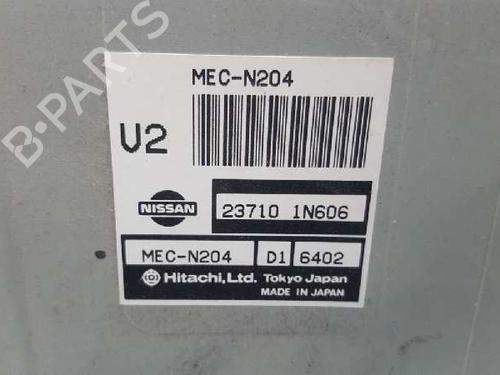 B-PARTS
MEC-N204
V2
NISSAN
23710 1N606
MEC-N204 D1 6402
Hitachi, Ltd. Tokyo Japan
MADE IN JAPAN